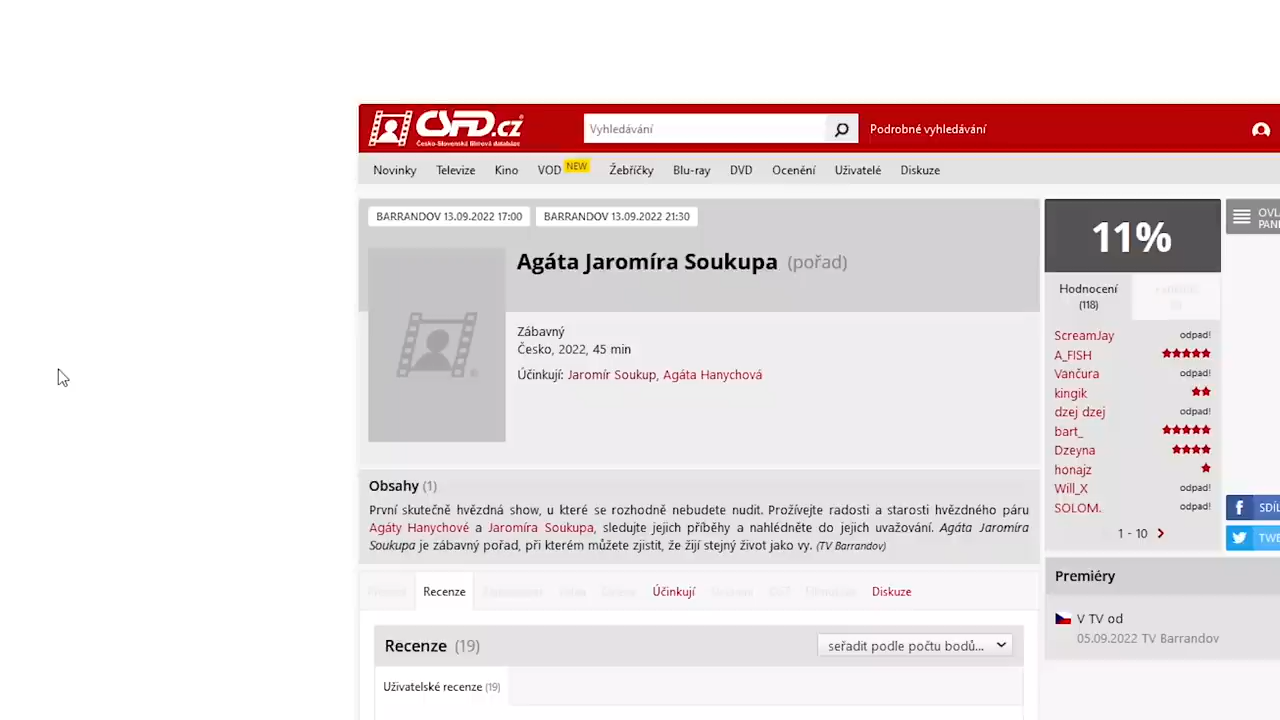 ČSFD.cz
Česko-Slovenská filmová databáze
Vyhledávání
Podrobné vyhledávání
Novinky Televize Kino VOD NEW Žebříčky Blu-ray DVD Ocenění Uživatelé Diskuze
BARRANDOV 13.09.2022 17:00 BARRANDOV 13.09.2022 21:30
Agáta Jaromíra Soukupa (pořad)
Zábavný
Česko, 2022, 45 min
Účinkují: Jaromír Soukup, Agáta Hanychová
Obsahy (1)
První skutečně hvězdná show, u které se rozhodně nebudete nudit. Prožívejte radosti a starosti hvězdného páru
Agáty Hanychové a Jaromíra Soukupa, sledujte jejich příběhy a nahlédněte do jejich uvažování. Agáta Jaromíra
Soukupa je zábavný pořad, při kterém můžete zjistit, že žijí stejný život jako vy. (TV Barrandov)
Recenze Účinkují Diskuze
Recenze (19)
seřadit podle počtu bodů...
Uživatelské recenze (19)
11%
Hodnocení
(118)
ScreamJay odpad!
A_FISH
Vančura odpad!
kingik
dzej dzej odpad!
bart_
Dzeyna
honajz
Will_X odpad!
SOLOM. odpad!
1 - 10
Premiéry
V TV od
05.09.2022 TV Barrandov
OVL
PAN
SDÍL
TWE